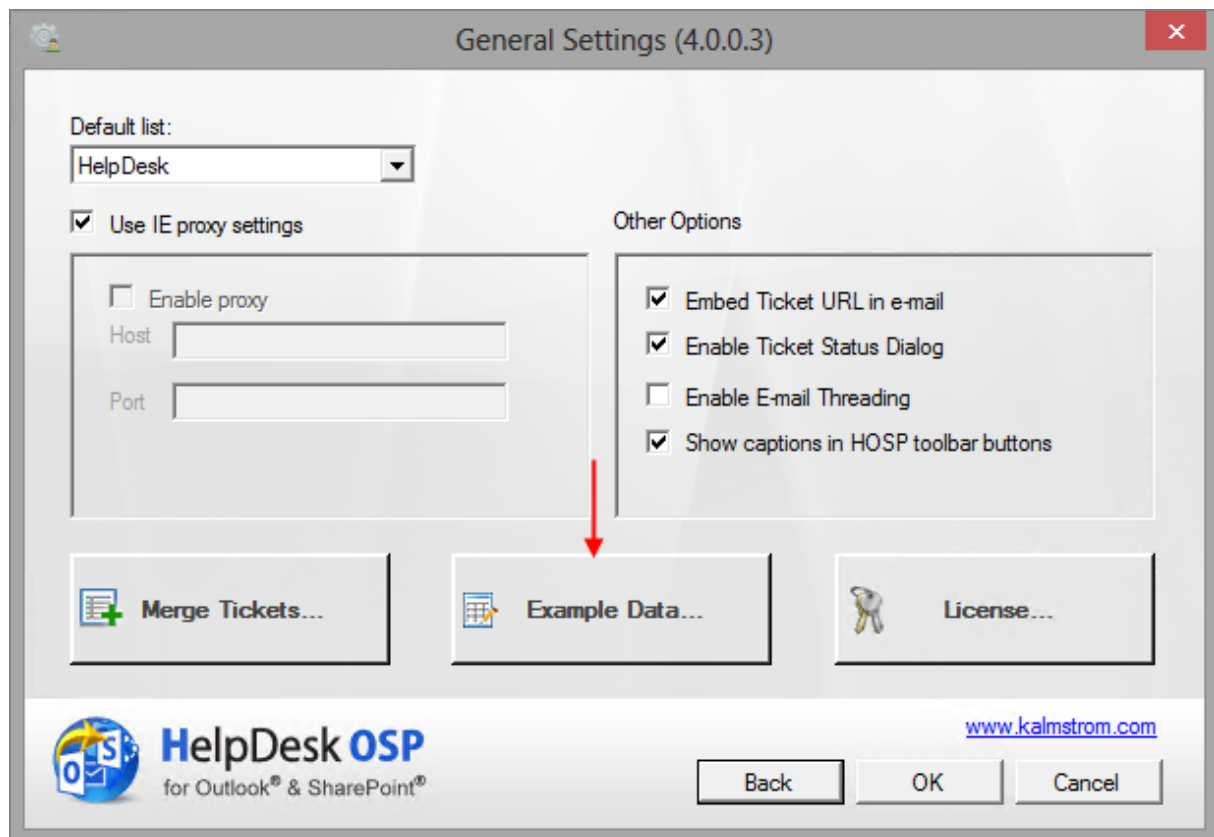 General Settings (4.0.0.3)
Default list:
HelpDesk
Use IE proxy settings
Other Options
Enable proxy
Host
Port
Embed Ticket URL in e-mail
Enable Ticket Status Dialog
Enable E-mail Threading
Show captions in HOSP toolbar buttons
Merge Tickets...
Example Data...
License...
HelpDesk OSP
for Outlook® & SharePoint®
www.kalmstrom.com
Back
OK
Cancel